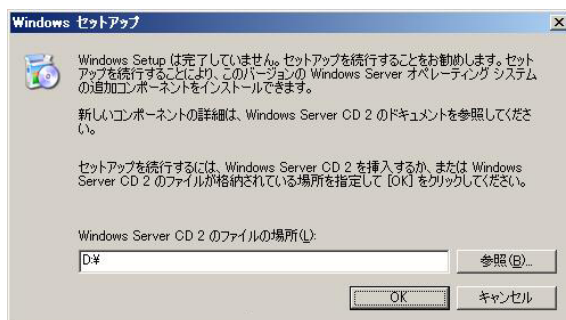 Windows セットアップ
Windows Setup は完了していません。セットアップを続行することをお勧めします。セット
アップを続行することにより、このバージョンの Windows Server オペレーティング システム
の追加コンポーネントをインストールできます。
新しいコンポーネントの詳細は、Windows Server CD 2 のドキュメントを参照してくださ
い。
セットアップを続行するには、Windows Server CD 2 を挿入するか、または Windows
Server CD 2 のファイルが格納されている場所を指定して [OK] をクリックしてください。
Windows Server CD 2 のファイルの場所(L):
D:¥
参照(B)...
OK
キャンセル